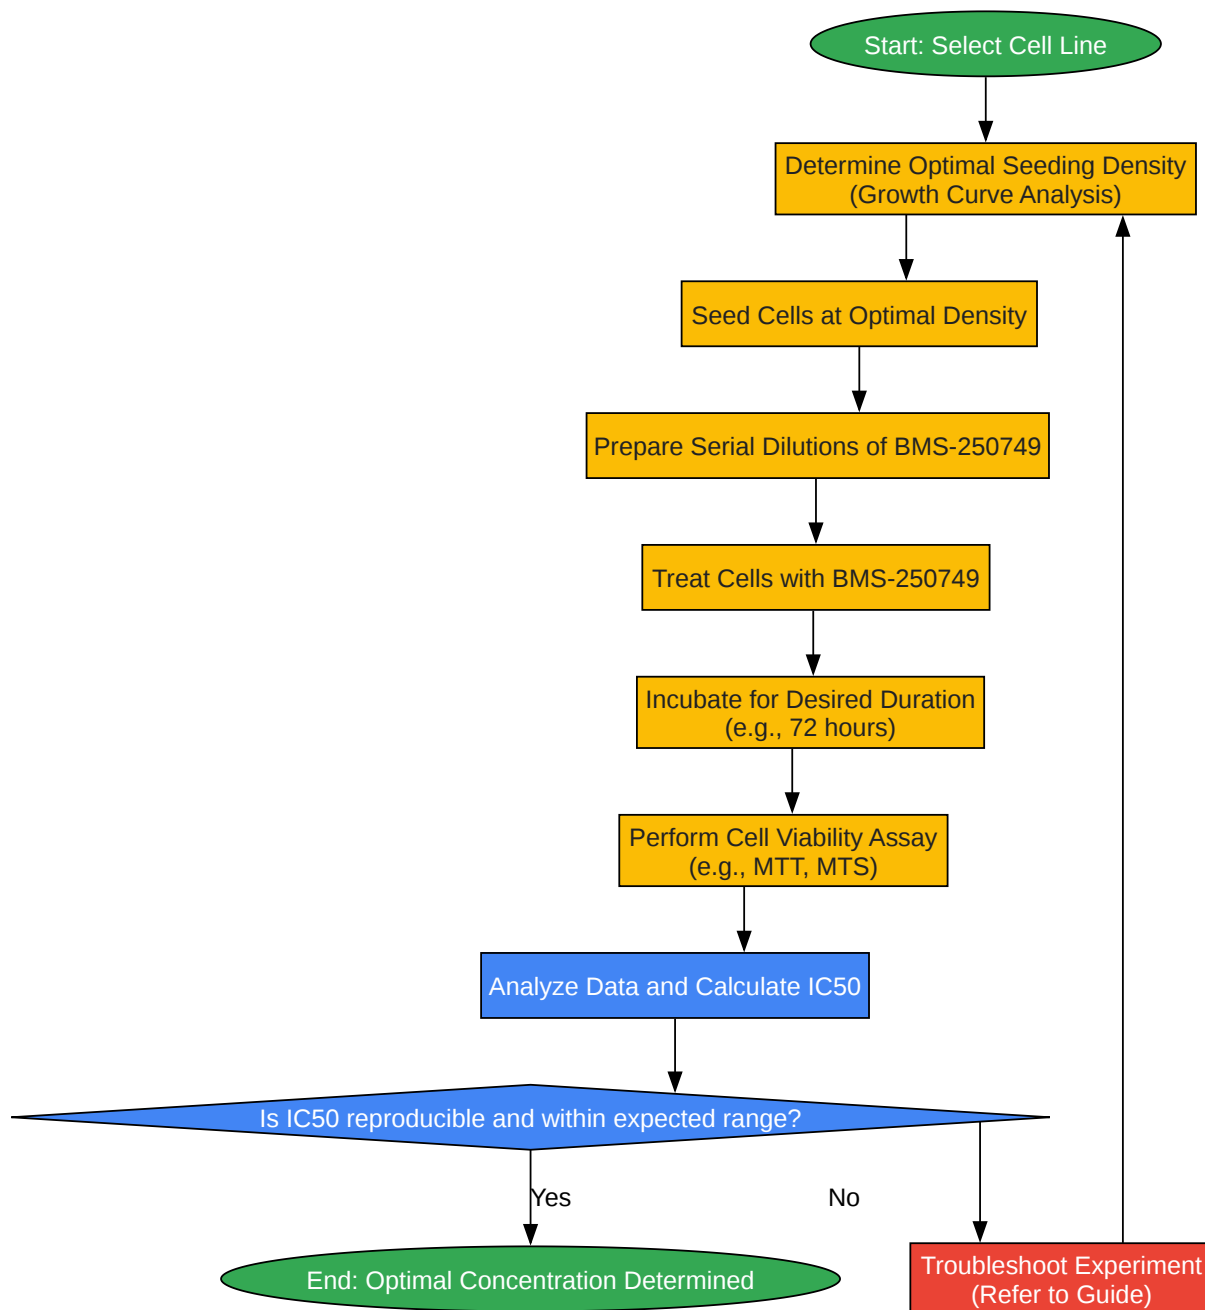 Start: Select Cell Line
Determine Optimal Seeding Density
(Growth Curve Analysis)
Seed Cells at Optimal Density
Prepare Serial Dilutions of BMS-250749
Treat Cells with BMS-250749
Incubate for Desired Duration
(e.g., 72 hours)
Perform Cell Viability Assay
(e.g., MTT, MTS)
Analyze Data and Calculate IC50
Is IC50 reproducible and within expected range?
Yes
No
End: Optimal Concentration Determined
Troubleshoot Experiment
(Refer to Guide)